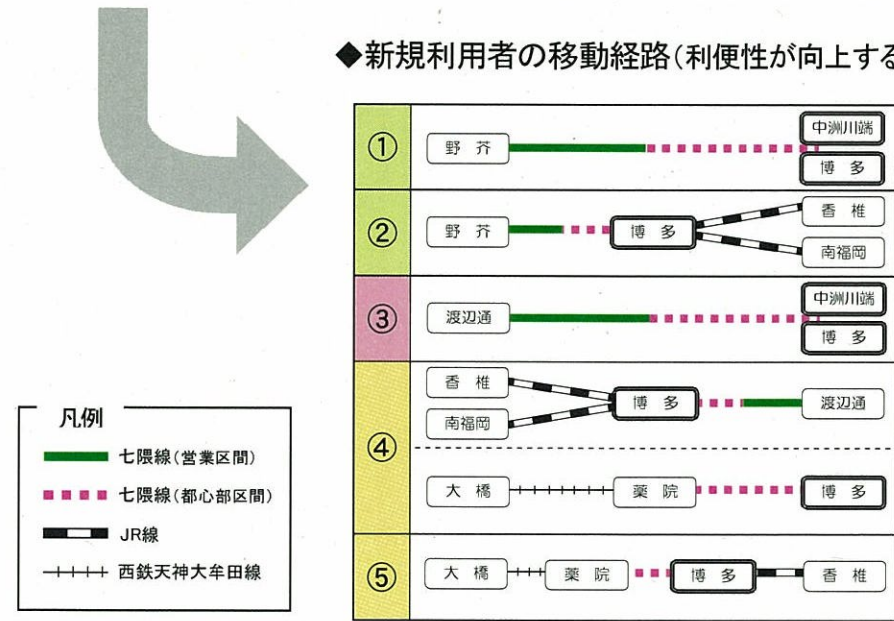 ◆新規利用者の移動経路(利便性が向上する
① 野芥 中洲川端
博多
② 野芥 博多 香椎
南福岡
③ 渡辺通 中洲川端
博多
④ 香椎 博多 渡辺通
南福岡
大橋 薬院 博多
⑤ 大橋 薬院 博多 香椎
凡例
七隈線(営業区間)
七隈線(都心部区間)
JR線
西鉄天神大牟田線